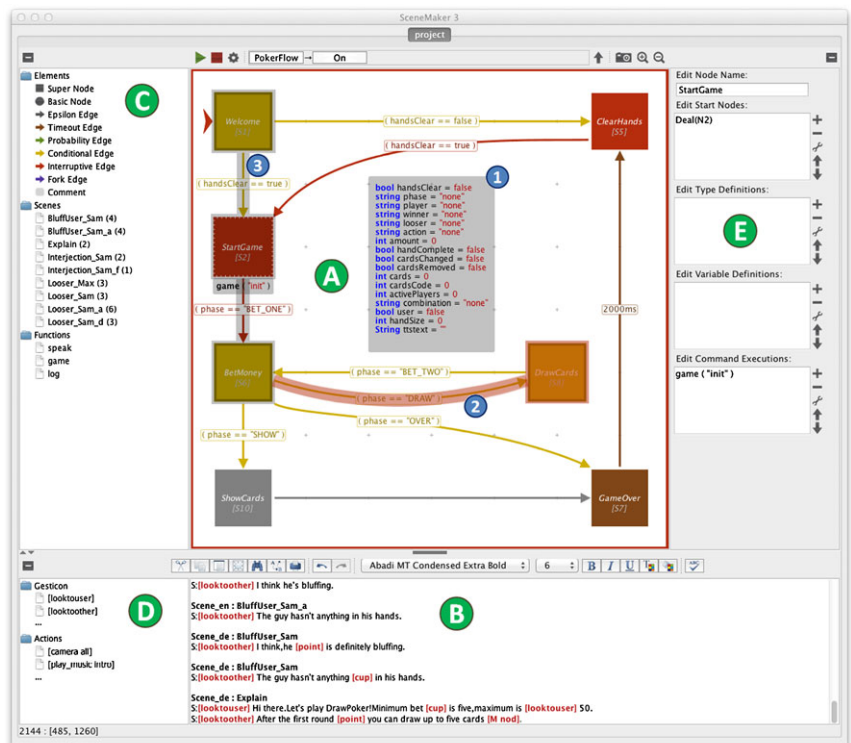 SceneMaker 3
project
PokerFlow → On
Elements
Super Node
Basic Node
Epsilon Edge
Timeout Edge
Probability Edge
Conditional Edge
Interruptive Edge
Fork Edge
Comment
Scenes
BluffUser_Sam (4)
BluffUser_Sam_a (4)
Explain (2)
Interjection_Sam (2)
Interjection_Sam_f (1)
Looser_Max (3)
Looser_Sam (3)
Looser_Sam_a (6)
Looser_Sam_d (3)
Functions
speak
game
log
C
Welcome
( handsClear == false )
ClearHands
[S5]
( handsClear == true )
3
( handsClear == true )
1
bool handsClear = false
string phase = "none"
string player = "none"
string winner = "none"
string looser = "none"
string action = "none"
int amount = 0
bool handComplete = false
bool cardsChanged = false
bool cardsRemoved = false
int cards = 0
int cardsCode = 0
int activePlayers = 0
string combination = "none"
bool user = false
int handSize = 0
String ttstext = ""
StartGame
[S2]
A
game ( "init" )
( phase == "BET_ONE" )
2000ms
BetMoney
( phase == "BET_TWO" )
DrawCards
( phase == "DRAW" )
2
( phase == "OVER" )
( phase == "SHOW" )
ShowCards
[S10]
GameOver
[S7]
Edit Node Name:
StartGame
Edit Start Nodes:
Deal(N2)
Edit Type Definitions:
E
Edit Variable Definitions:
Edit Command Executions:
game ( "init" )
Abadi MT Condensed Extra Bold
6
B I U
Gesticon
[looktouser]
[looktoother]
...
Actions
[camera all]
[play_music intro]
...
D
S:[looktoother] I think he's bluffing.
Scene_en : BluffUser_Sam_a
S:[looktoother] The guy hasn't anything in his hands.
B
Scene_de : BluffUser_Sam
S:[looktoother] I think,he [point] is definitely bluffing.
Scene_de : BluffUser_Sam
S:[looktoother] The guy hasn't anything [cup] in his hands.
Scene_de : Explain
S:[looktouser] Hi there.Let's play DrawPoker!Minimum bet [cup] is five,maximum is [looktouser] 50.
S:[looktoother] After the first round [point] you can draw up to five cards [M nod].
2144 : [485, 1260]